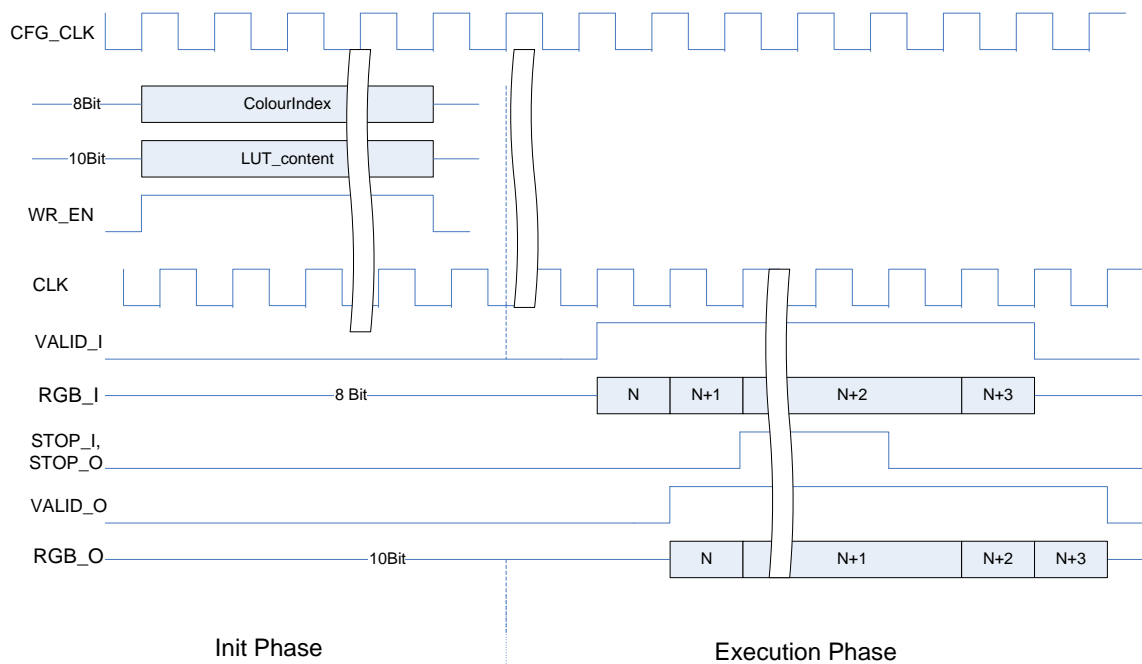 CFG_CLK
8Bit
ColourIndex
10Bit
LUT_content
WR_EN
CLK
VALID_I
RGB_I
8 Bit
N
N+1
N+2
N+3
STOP_I,
STOP_O
VALID_O
RGB_O
10Bit
N
N+1
N+2
N+3
Init Phase
Execution Phase